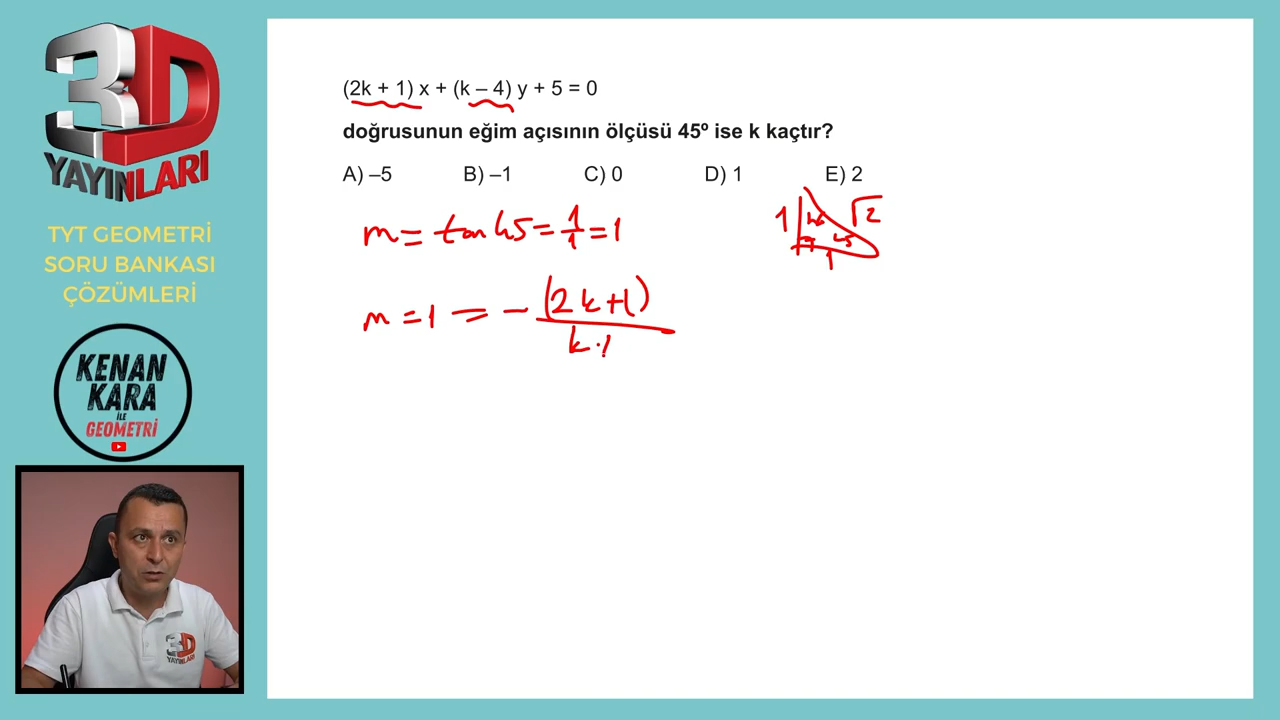 3D
YAYINLARI
TYT GEOMETRİ
SORU BANKASI
ÇÖZÜMLERİ
KENAN
KARA
İLE
GEOMETRİ
3D
YAYINLARI
(2k + 1) x + (k – 4) y + 5 = 0
doğrusunun eğim açısının ölçüsü 45º ise k kaçtır?
A) –5 B) –1 C) 0 D) 1 E) 2
m = tan 45 = 1/1 = 1
1 √2
45
1
m = 1 = - (2k+1)
k